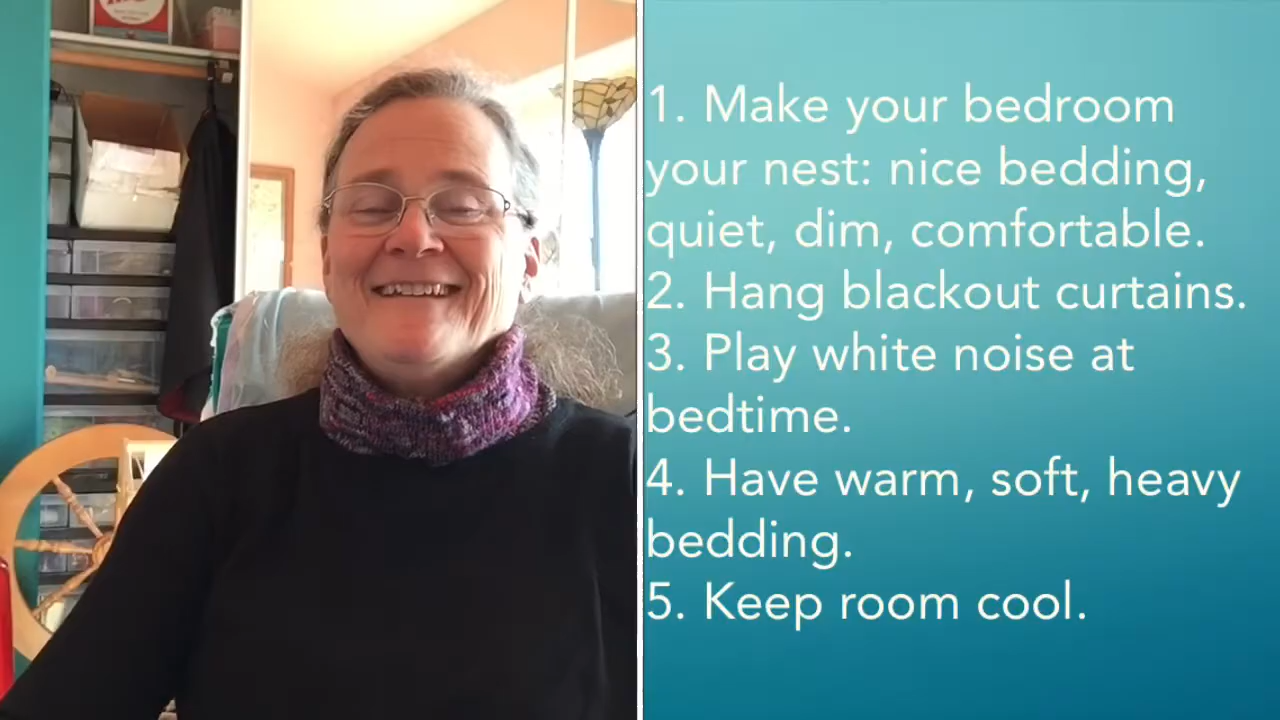 1. Make your bedroom
your nest: nice bedding,
quiet, dim, comfortable.
2. Hang blackout curtains.
3. Play white noise at
bedtime.
4. Have warm, soft, heavy
bedding.
5. Keep room cool.